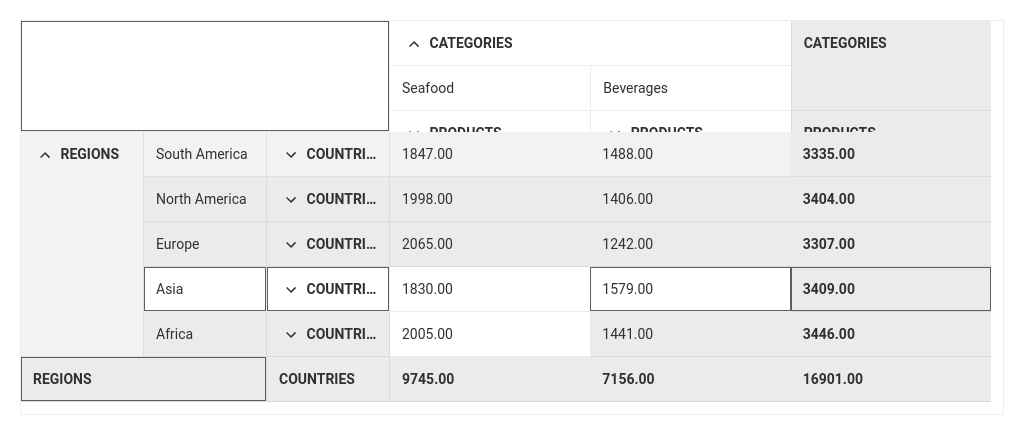 CATEGORIES CATEGORIES
Seafood Beverages
PRODUCTS PRODUCTS PRODUCTS
REGIONS South America COUNTRI... 1847.00 1488.00 3335.00
North America COUNTRI... 1998.00 1406.00 3404.00
Europe COUNTRI... 2065.00 1242.00 3307.00
Asia COUNTRI... 1830.00 1579.00 3409.00
Africa COUNTRI... 2005.00 1441.00 3446.00
REGIONS COUNTRIES 9745.00 7156.00 16901.00